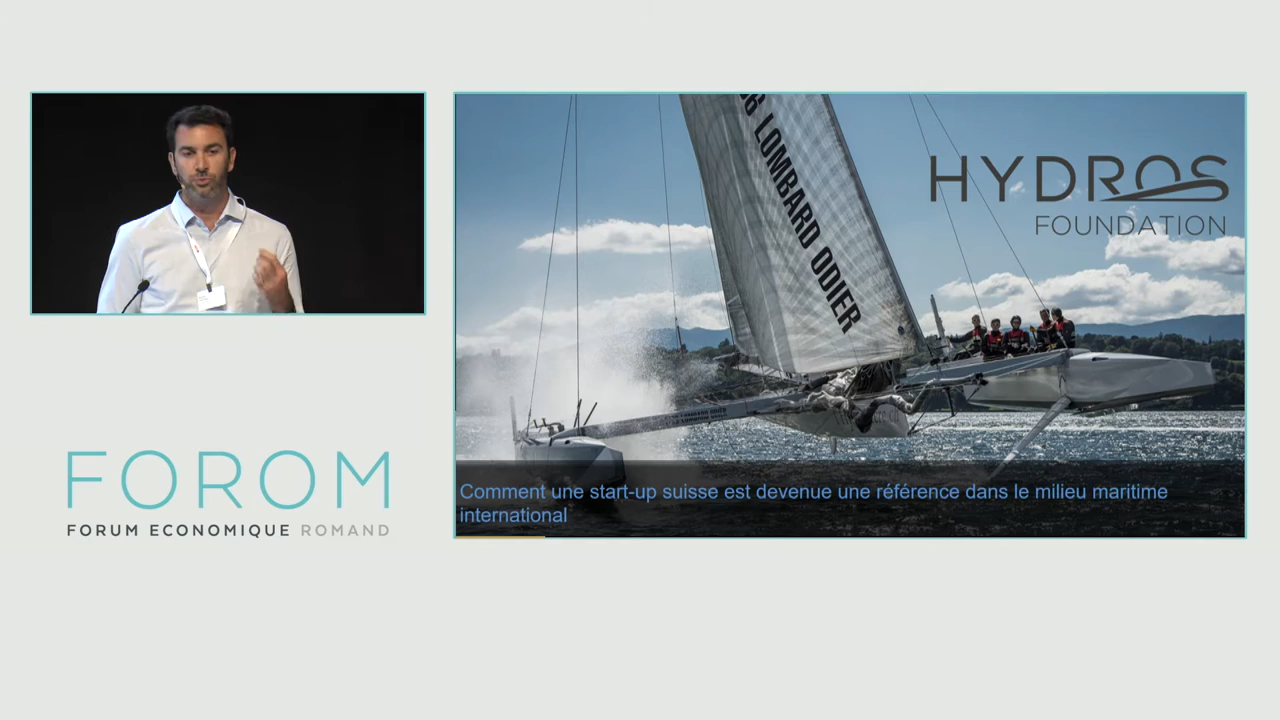 36 LOMBARD ODIER
HYDROS
FOUNDATION
Comment une start-up suisse est devenue une référence dans le milieu maritime
international
FOROM
FORUM ECONOMIQUE ROMAND